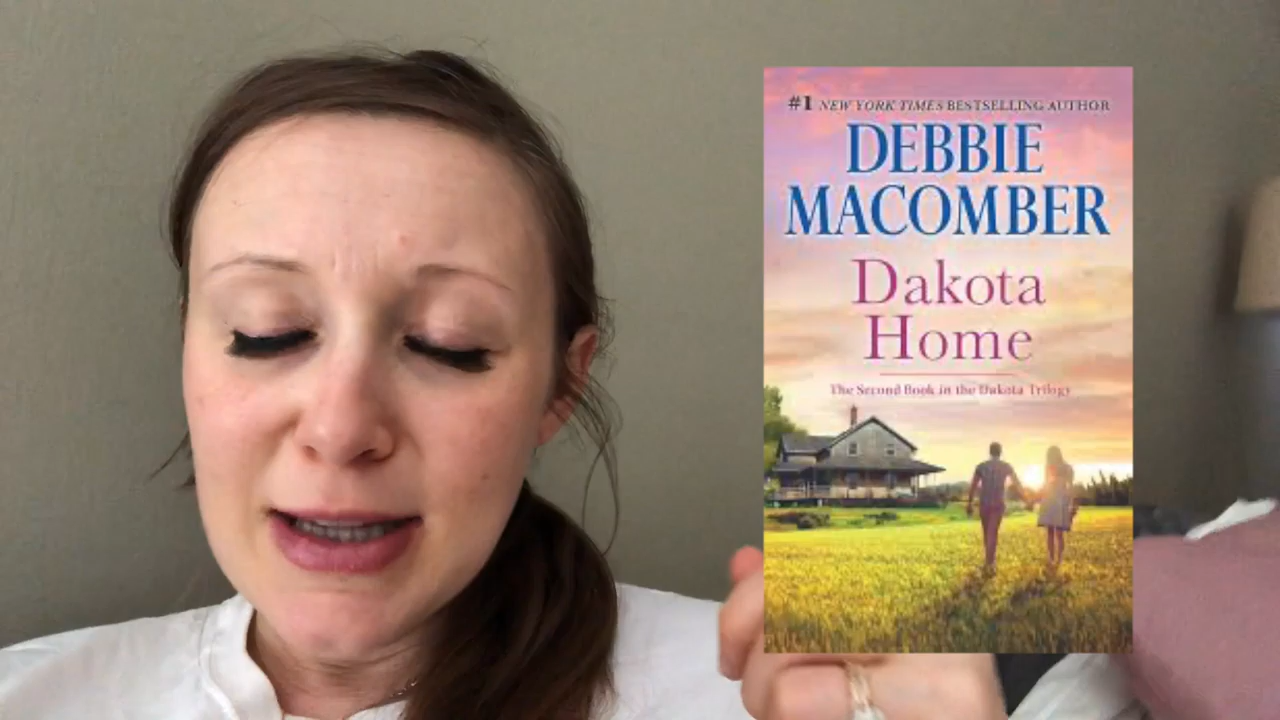 #1 NEW YORK TIMES BESTSELLING AUTHOR
DEBBIE
MACOMBER
Dakota
Home
The Second Book in the Dakota Trilogy